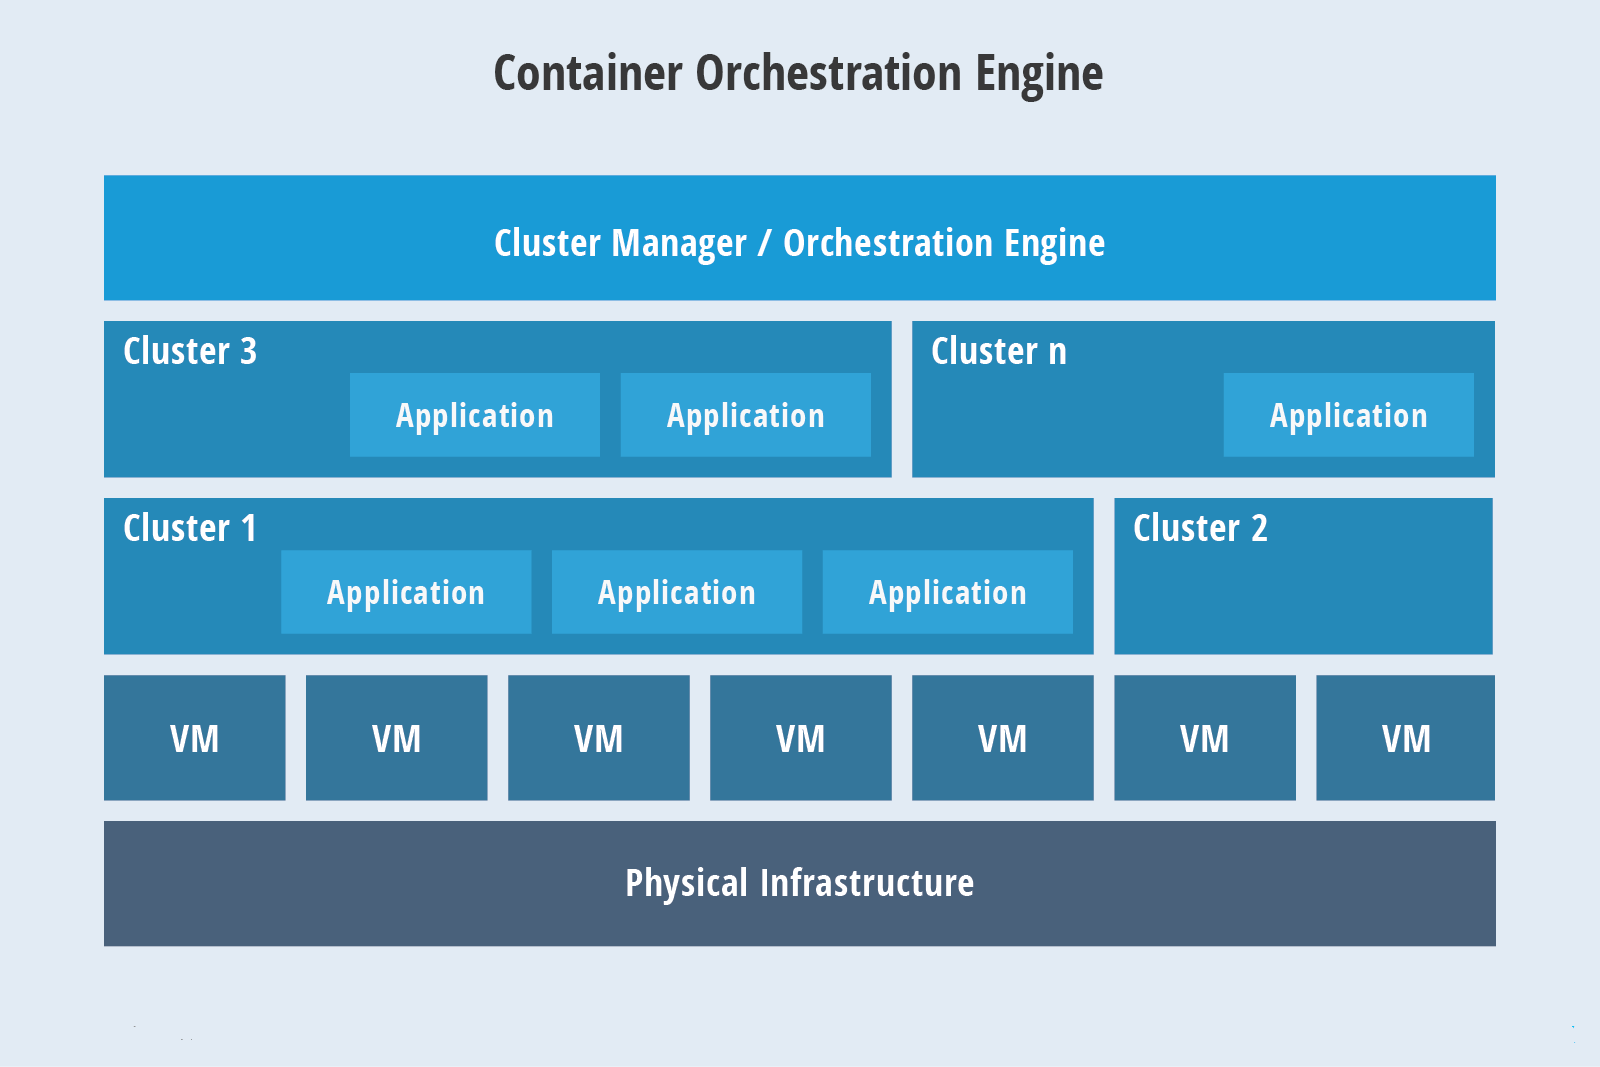 Container Orchestration Engine
Cluster Manager / Orchestration Engine
Cluster 3
Application Application
Cluster n
Application
Cluster 1
Application Application Application
Cluster 2
VM VM VM VM VM VM VM
Physical Infrastructure